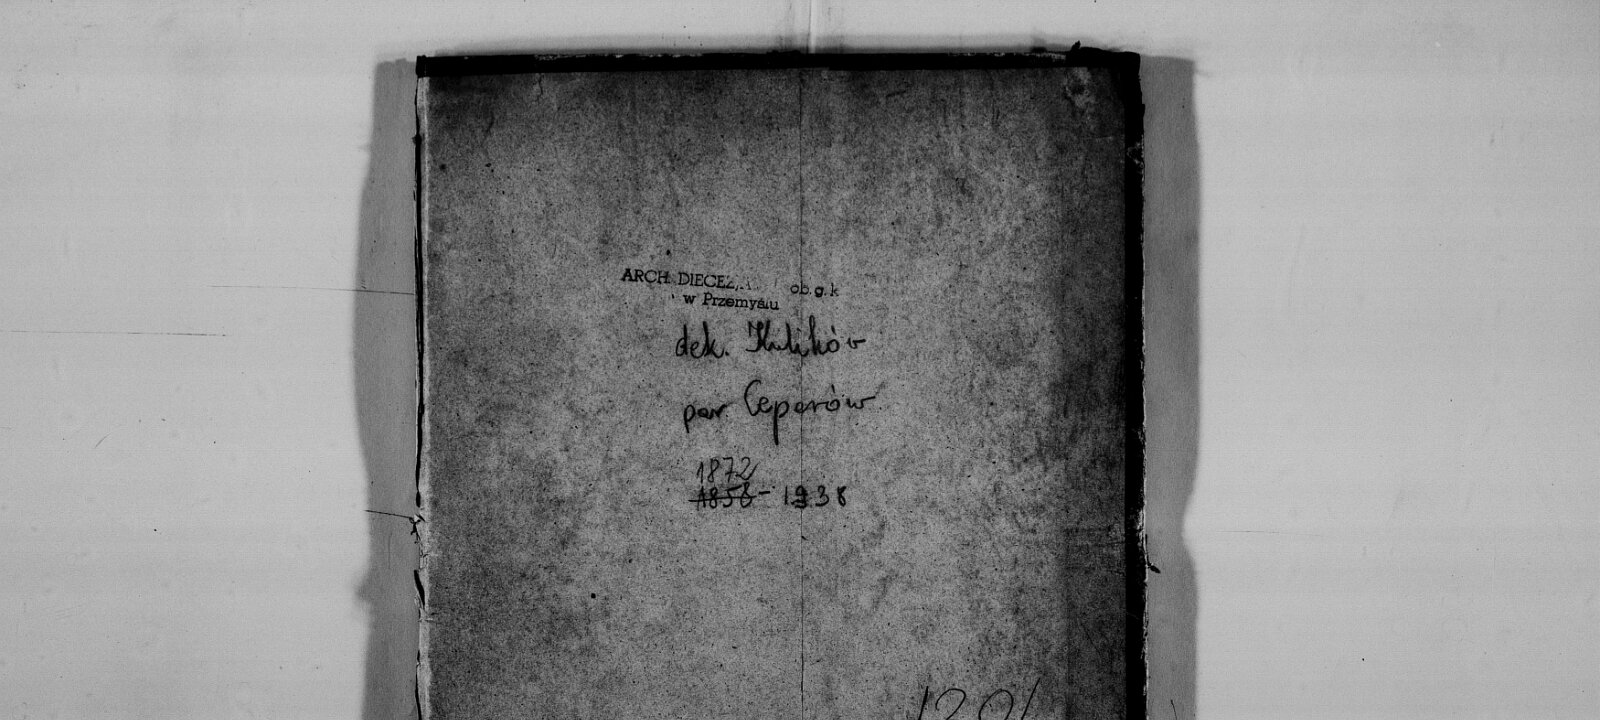 ARCH. DIECEZ. ob. g. k
w Przemyślu
dek. Kulików
par Ceperów
1872
1858 - 1938